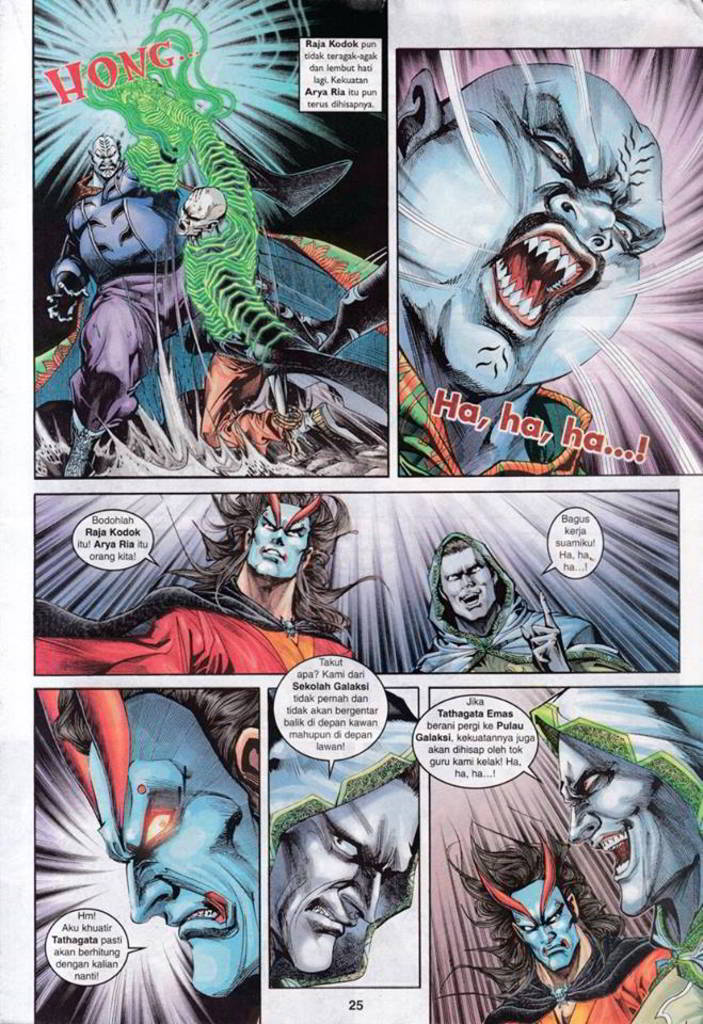 HONG...
Raja Kodok pun
tidak teragak-agak
dan lembut hati
lagi. Kekuatan
Arya Ria itu pun
terus dihisapnya.
Ha, ha, ha...!
Bodohlah
Raja Kodok
itu! Arya Ria itu
orang kita!
Bagus
kerja
suamiku!
Ha, ha,
ha...!
Hm!
Aku khuatir
Tathagata pasti
akan berhitung
dengan kalian
nanti!
Takut
apa? Kami dari
Sekolah Galaksi
tidak pernah dan
tidak akan bergentar
balik di depan kawan
mahupun di depan
lawan!
Jika
Tathagata Emas
berani pergi ke Pulau
Galaksi, kekuatannya juga
akan dihisap oleh tok
guru kami kelak! Ha,
ha, ha...!
25